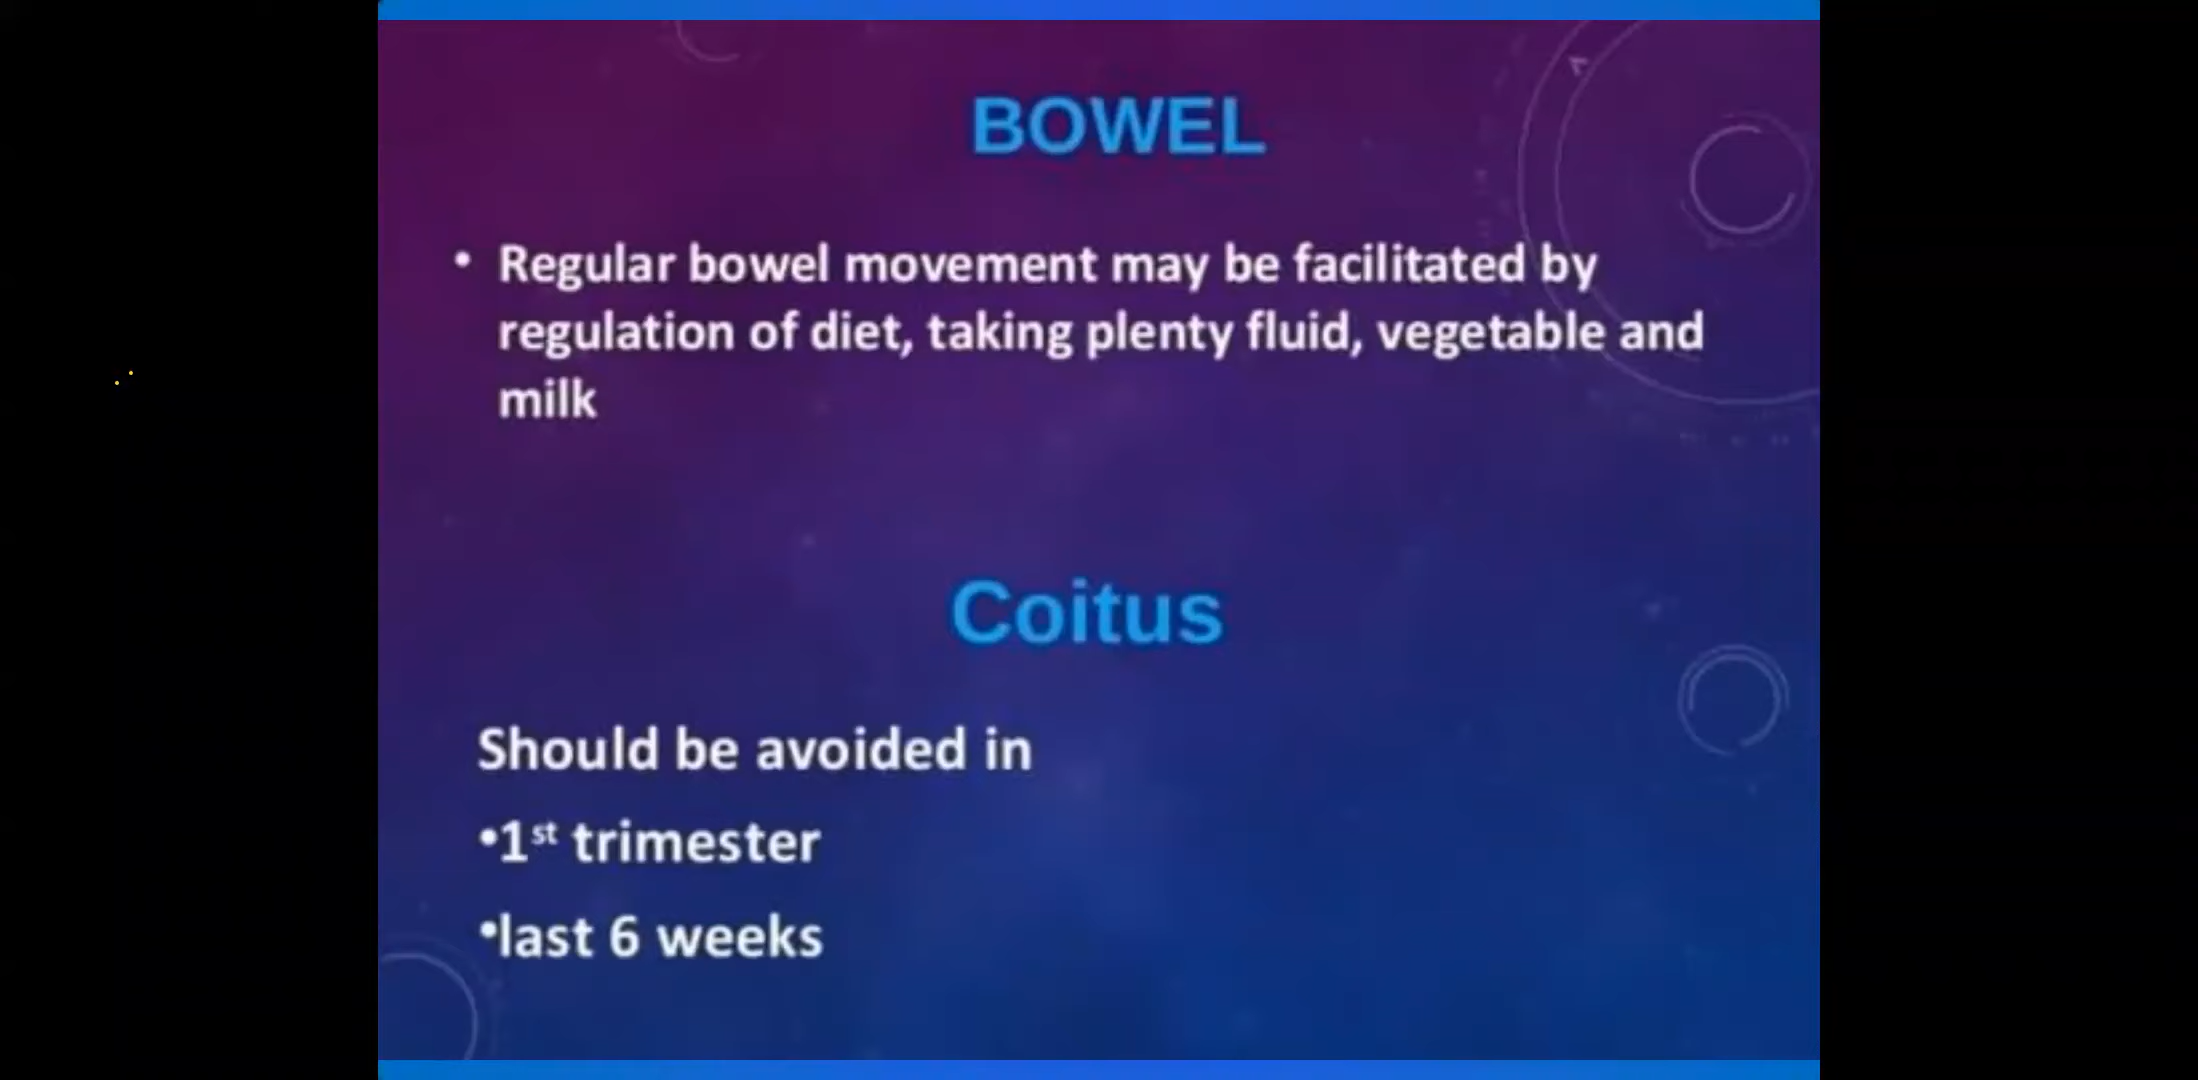 BOWEL
• Regular bowel movement may be facilitated by
regulation of diet, taking plenty fluid, vegetable and
milk
Coitus
Should be avoided in
•1st trimester
•last 6 weeks